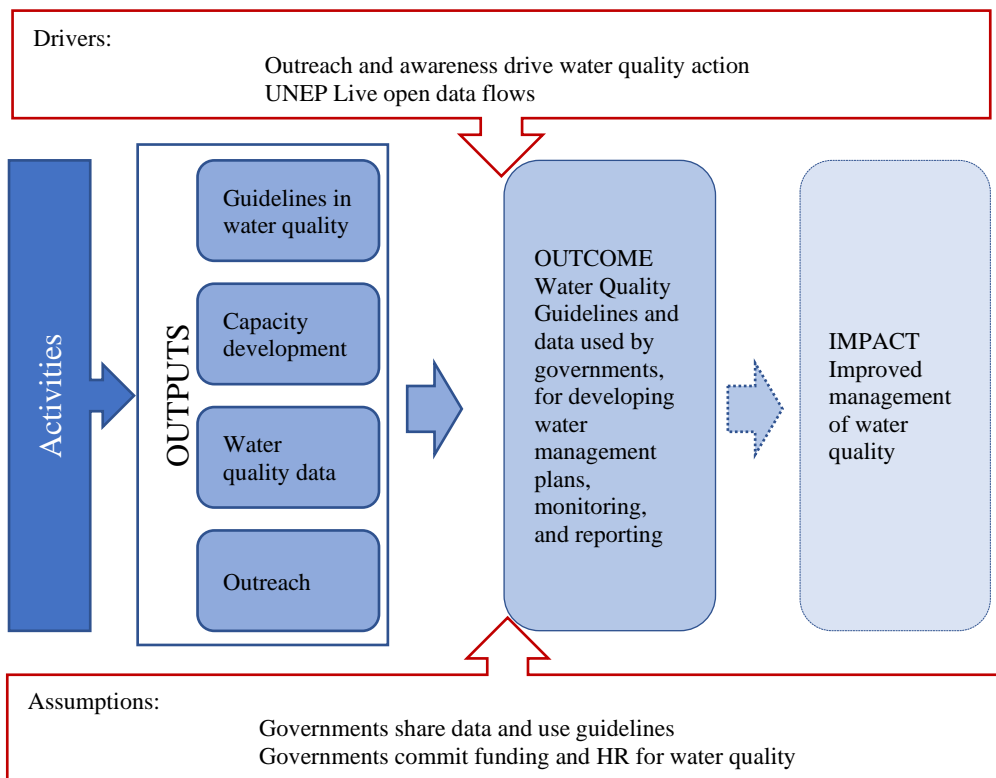 Drivers:
Outreach and awareness drive water quality action
UNEP Live open data flows
Activities
OUTPUTS
Guidelines in
water quality
Capacity
development
Water
quality data
Outreach
OUTCOME
Water Quality
Guidelines and
data used by
governments,
for developing
water
management
plans,
monitoring,
and reporting
IMPACT
Improved
management
of water
quality
Assumptions:
Governments share data and use guidelines
Governments commit funding and HR for water quality